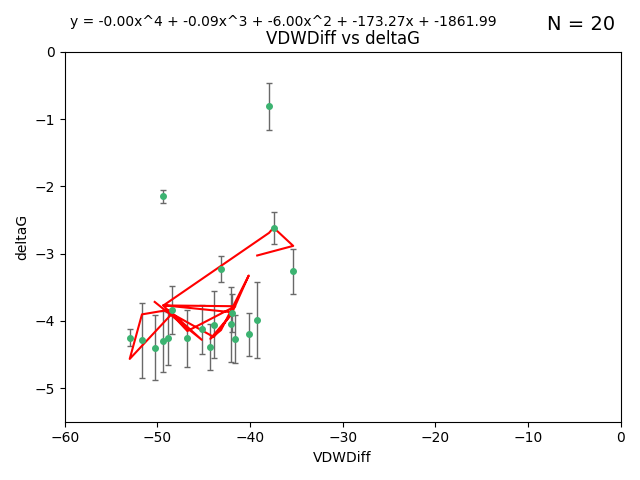 y = -0.00x^4 + -0.09x^3 + -6.00x^2 + -173.27x + -1861.99
N = 20
VDWDiff vs deltaG
0
−1
−2
−3
−4
−5
deltaG
−60 −50 −40 −30 −20 −10 0
VDWDiff